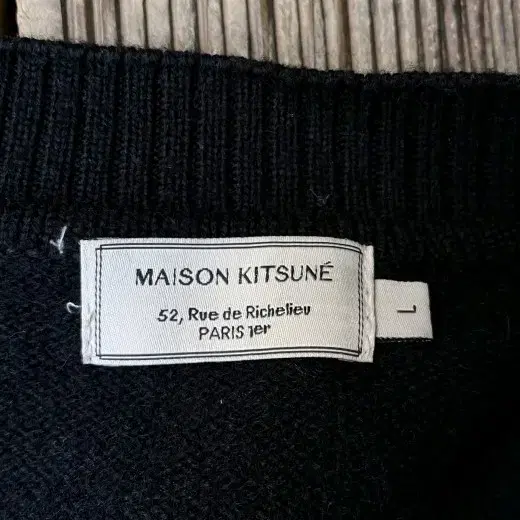 MAISON KITSUNÉ
52, Rue de Richelieu
PARIS 1er
L